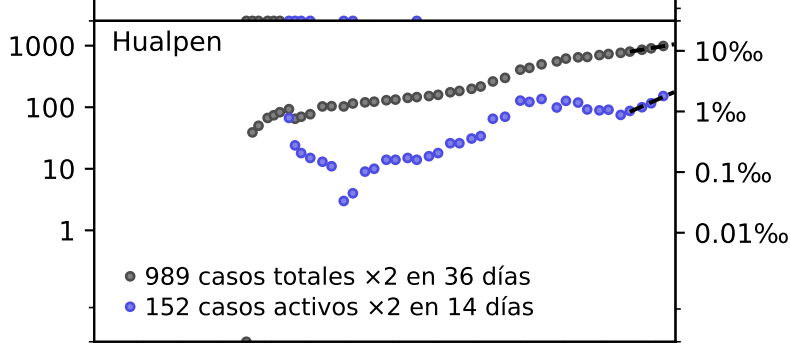 Hualpen
1000
100
10
1
10‰
1‰
0.1‰
0.01‰
989 casos totales ×2 en 36 días
152 casos activos ×2 en 14 días